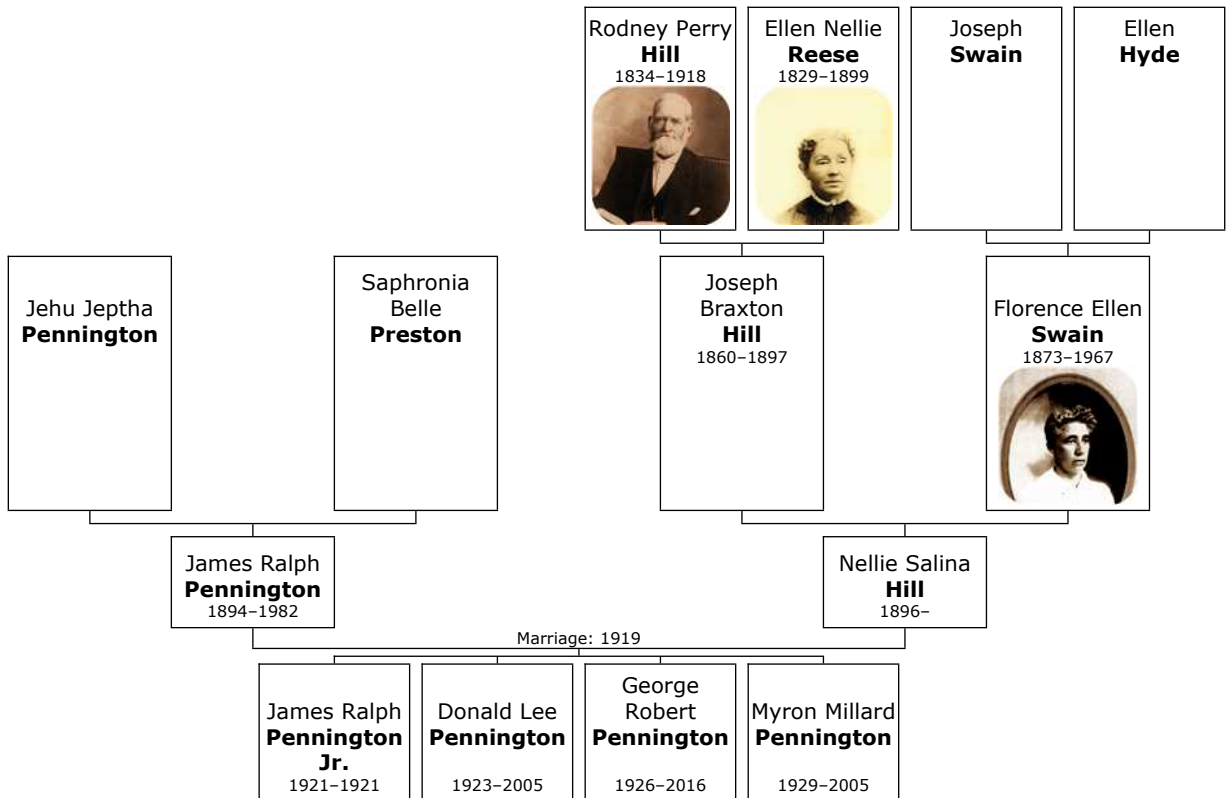 Rodney Perry
Hill
1834–1918
Ellen Nellie
Reese
1829–1899
Joseph
Swain
Ellen
Hyde
Jehu Jeptha
Pennington
Saphronia
Belle
Preston
Joseph
Braxton
Hill
1860–1897
Florence Ellen
Swain
1873–1967
James Ralph
Pennington
1894–1982
Nellie Salina
Hill
1896–
Marriage: 1919
James Ralph
Pennington
Jr.
1921–1921
Donald Lee
Pennington
1923–2005
George
Robert
Pennington
1926–2016
Myron Millard
Pennington
1929–2005